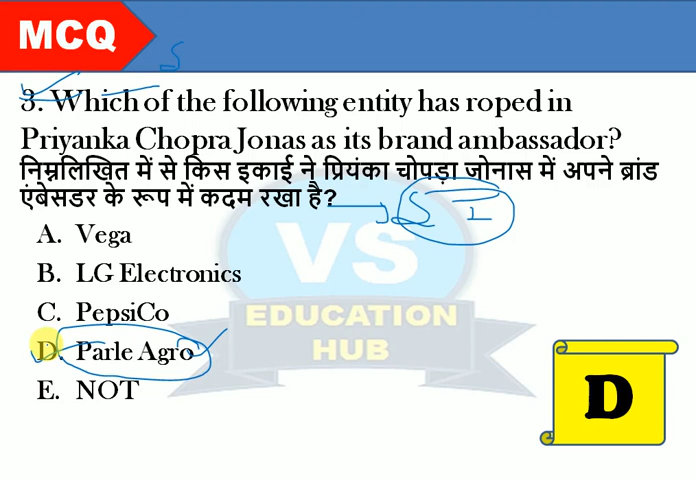 MCQ
3. Which of the following entity has roped in
Priyanka Chopra Jonas as its brand ambassador?
निम्नलिखित में से किस इकाई ने प्रियंका चोपड़ा जोनास में अपने ब्रांड
एंबेसडर के रूप में कदम रखा है?
A. Vega
B. LG Electronics
C. PepsiCo
D. Parle Agro
E. NOT
VS
EDUCATION
HUB
D